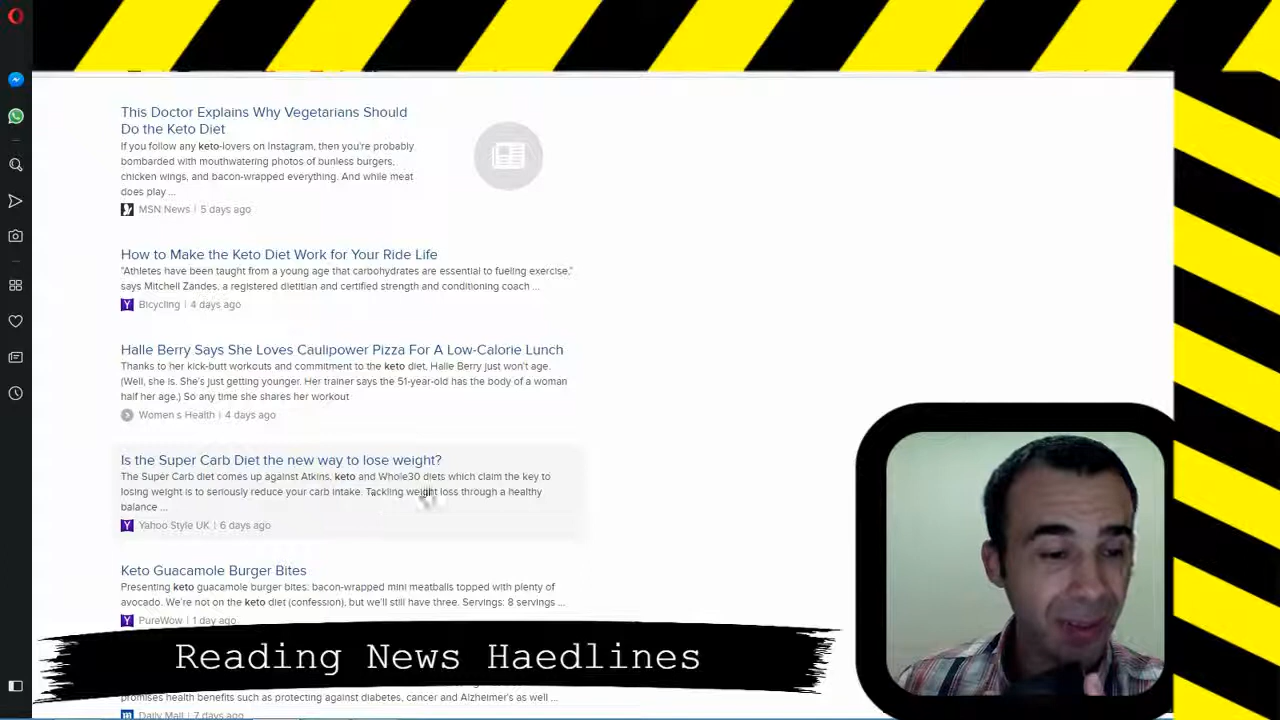 This Doctor Explains Why Vegetarians Should
Do the Keto Diet
If you follow any keto-lovers on Instagram, then you're probably
bombarded with mouthwatering photos of bunless burgers,
chicken wings, and bacon-wrapped everything. And while meat
does play ...
MSN News | 5 days ago
How to Make the Keto Diet Work for Your Ride Life
"Athletes have been taught from a young age that carbohydrates are essential to fueling exercise,"
says Mitchell Zandes, a registered dietitian and certified strength and conditioning coach ...
Bicycling | 4 days ago
Halle Berry Says She Loves Caulipower Pizza For A Low-Calorie Lunch
Thanks to her kick-butt workouts and commitment to the keto diet, Halle Berry just won't age.
(Well, she is. She's just getting younger. Her trainer says the 51-year-old has the body of a woman
half her age.) So any time she shares her workout
Women s Health | 4 days ago
Is the Super Carb Diet the new way to lose weight?
The Super Carb diet comes up against Atkins, keto and Whole30 diets which claim the key to
losing weight is to seriously reduce your carb intake. Tackling weight loss through a healthy
balance ...
Yahoo Style UK | 6 days ago
Keto Guacamole Burger Bites
Presenting keto guacamole burger bites: bacon-wrapped mini meatballs topped with plenty of
avocado. We're not on the keto diet (confession), but we'll still have three. Servings: 8 servings ...
PureWow | 1 day ago
Reading News Haedlines
promises health benefits such as protecting against diabetes, cancer and Alzheimer's as well ...
Daily Mail | 7 days ago